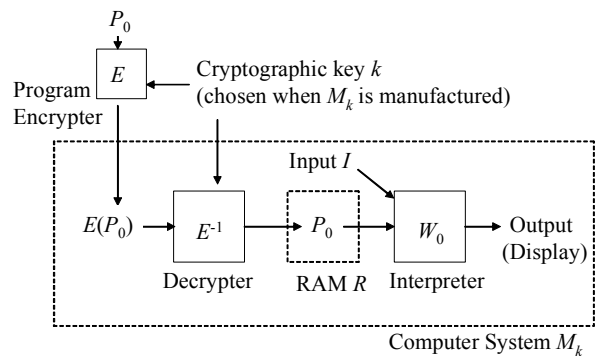 P0
E
Program
Encrypter
Cryptographic key k
(chosen when Mk is manufactured)
Input I
E(P0)
E-1
P0
W0
Output
(Display)
Decrypter
RAM R
Interpreter
Computer System Mk